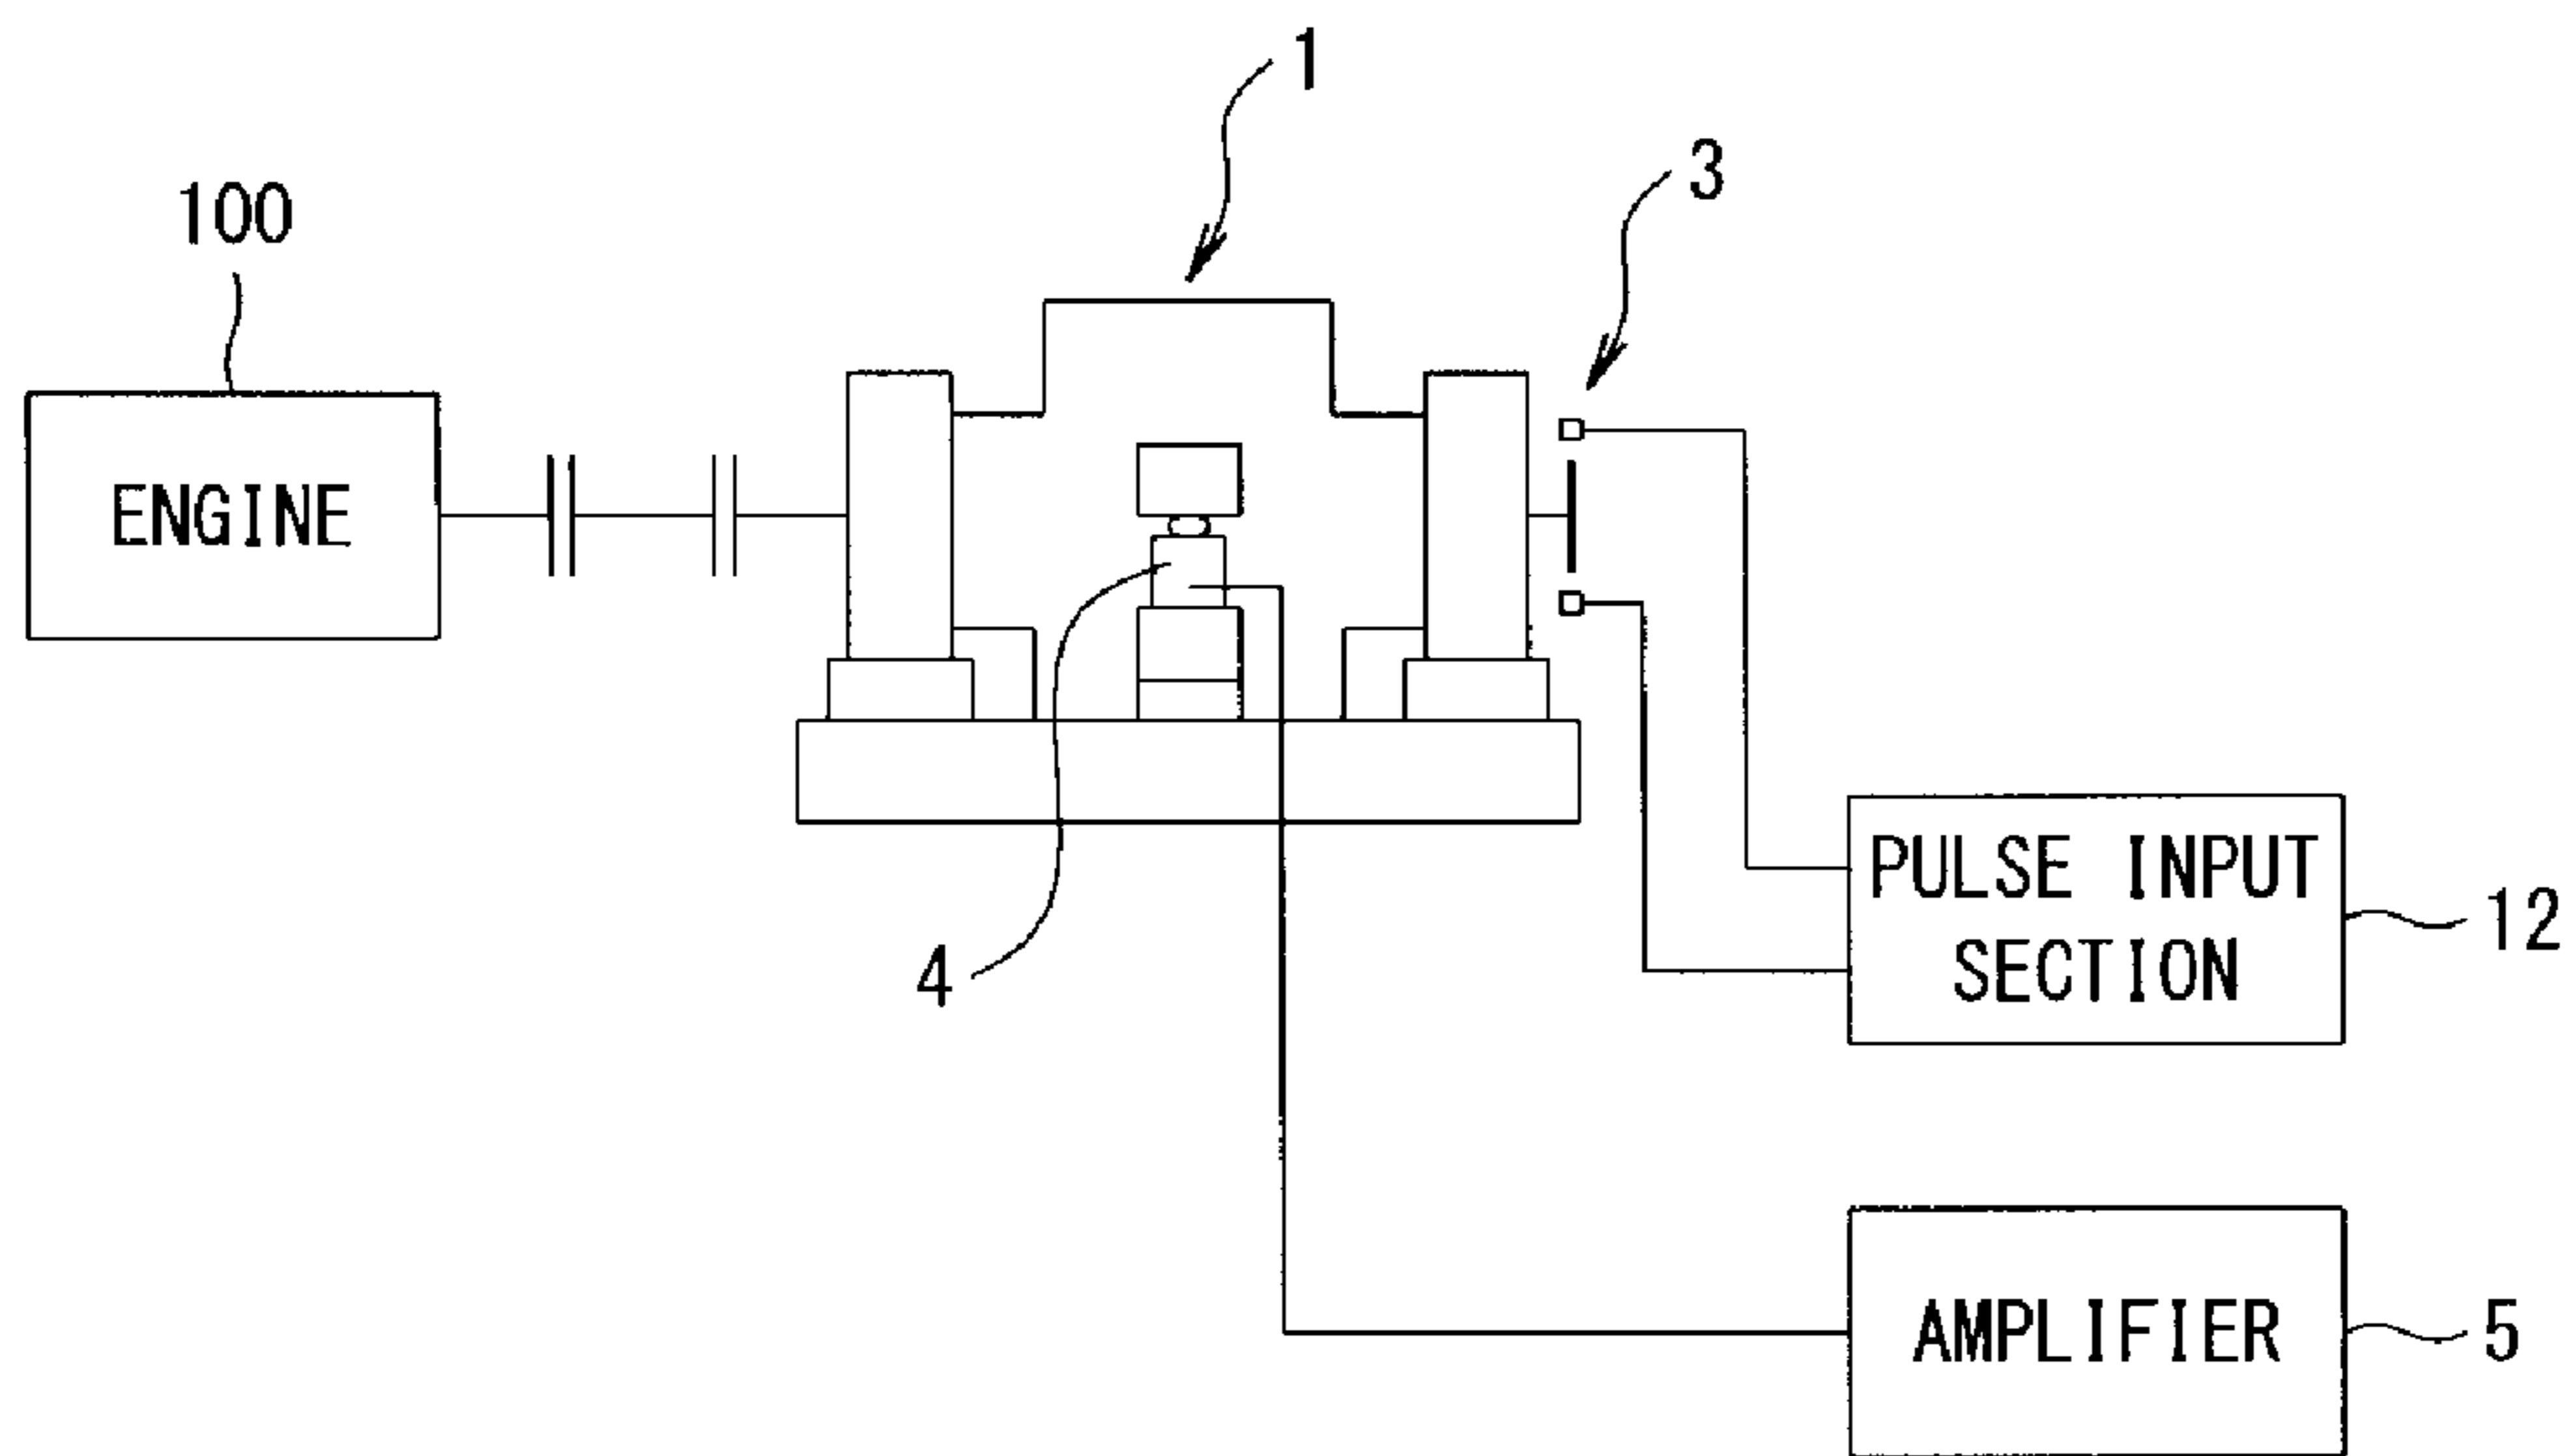 1
3
100
ENGINE
PULSE INPUT
SECTION
12
4
AMPLIFIER
5